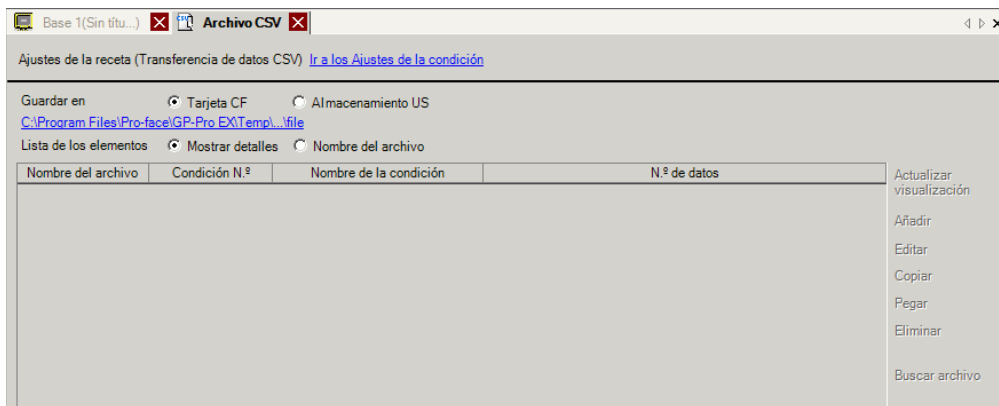 Base 1(Sin títu...) Archivo CSV
Ajustes de la receta (Transferencia de datos CSV) Ir a los Ajustes de la condición
Guardar en Tarjeta CF Almacenamiento US
C:\Program Files\Pro-face\GP-Pro EX\Temp\...\file
Lista de los elementos Mostrar detalles Nombre del archivo
Nombre del archivo Condición N.º Nombre de la condición N.º de datos
Actualizar
visualización
Añadir
Editar
Copiar
Pegar
Eliminar
Buscar archivo